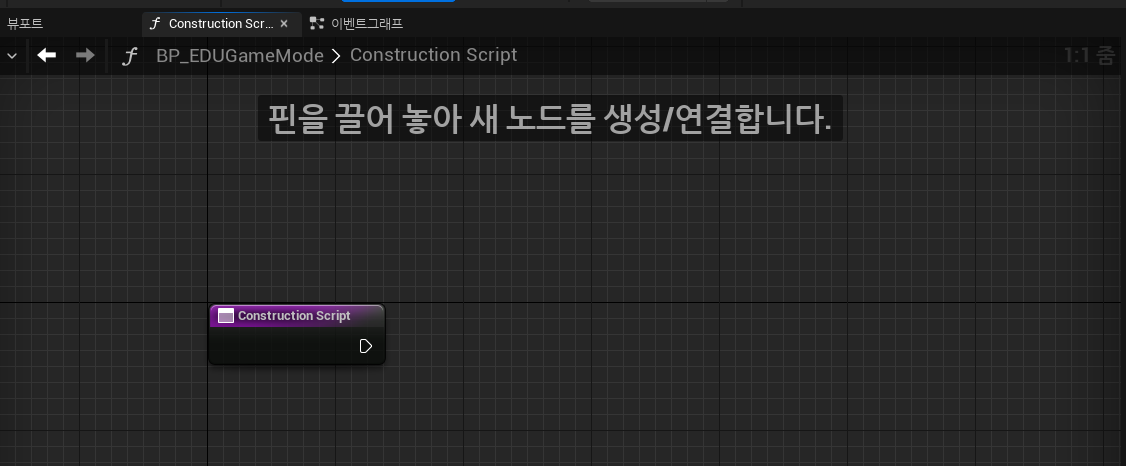 뷰포트
Construction Scr...
이벤트그래프
BP_EDUGameMode > Construction Script
1:1 줌
핀을 끌어 놓아 새 노드를 생성/연결합니다.
Construction Script